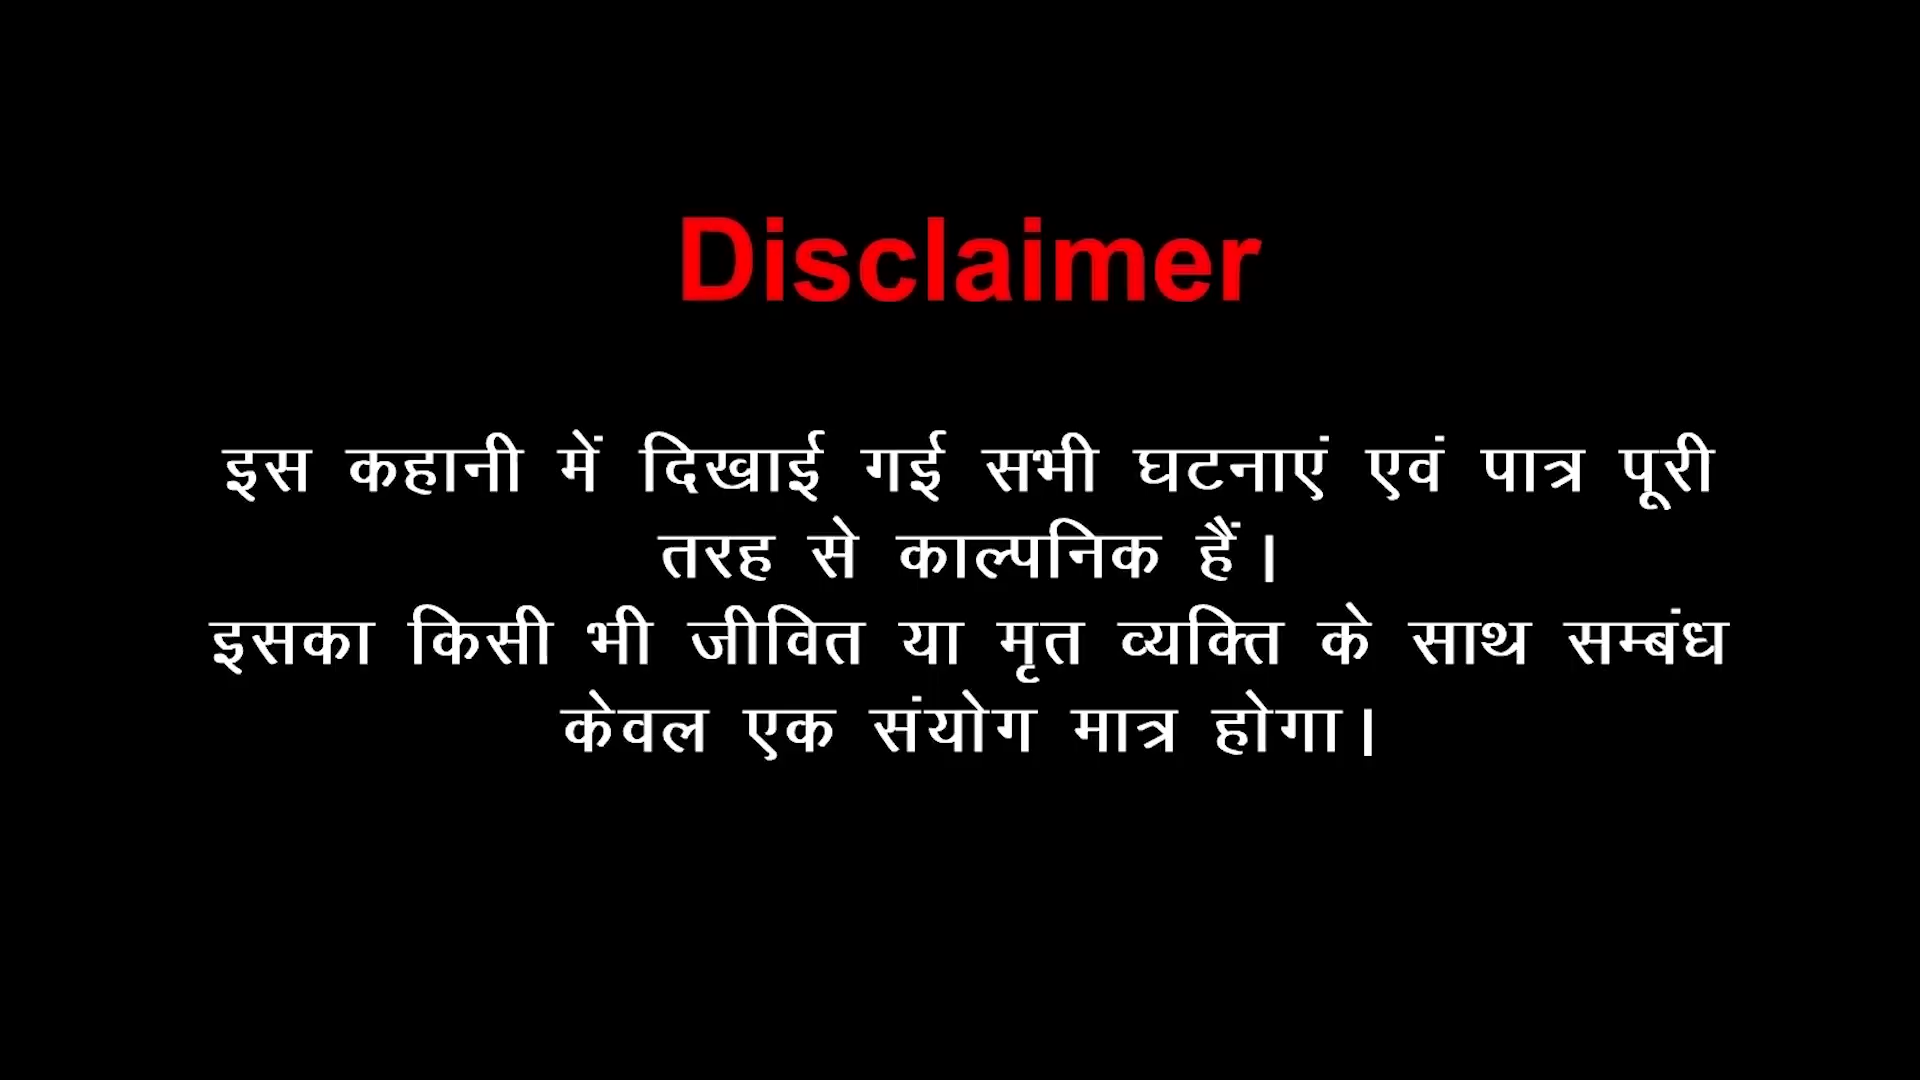 Disclaimer
इस कहानी में दिखाई गई सभी घटनाएं एवं पात्र पूरी
तरह से काल्पनिक हैं।
इसका किसी भी जीवित या मृत व्यक्ति के साथ सम्बंध
केवल एक संयोग मात्र होगा।